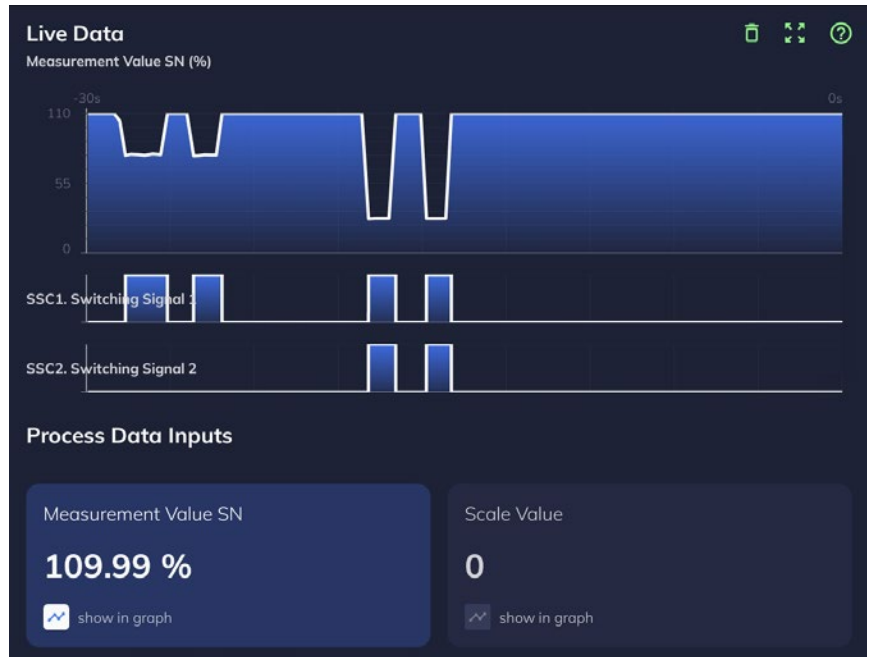 Live Data
Measurement Value SN (%)
-30s 0s
110
55
0
SSC1. Switching Signal 1
SSC2. Switching Signal 2
Process Data Inputs
Measurement Value SN Scale Value
109.99 % 0
show in graph show in graph